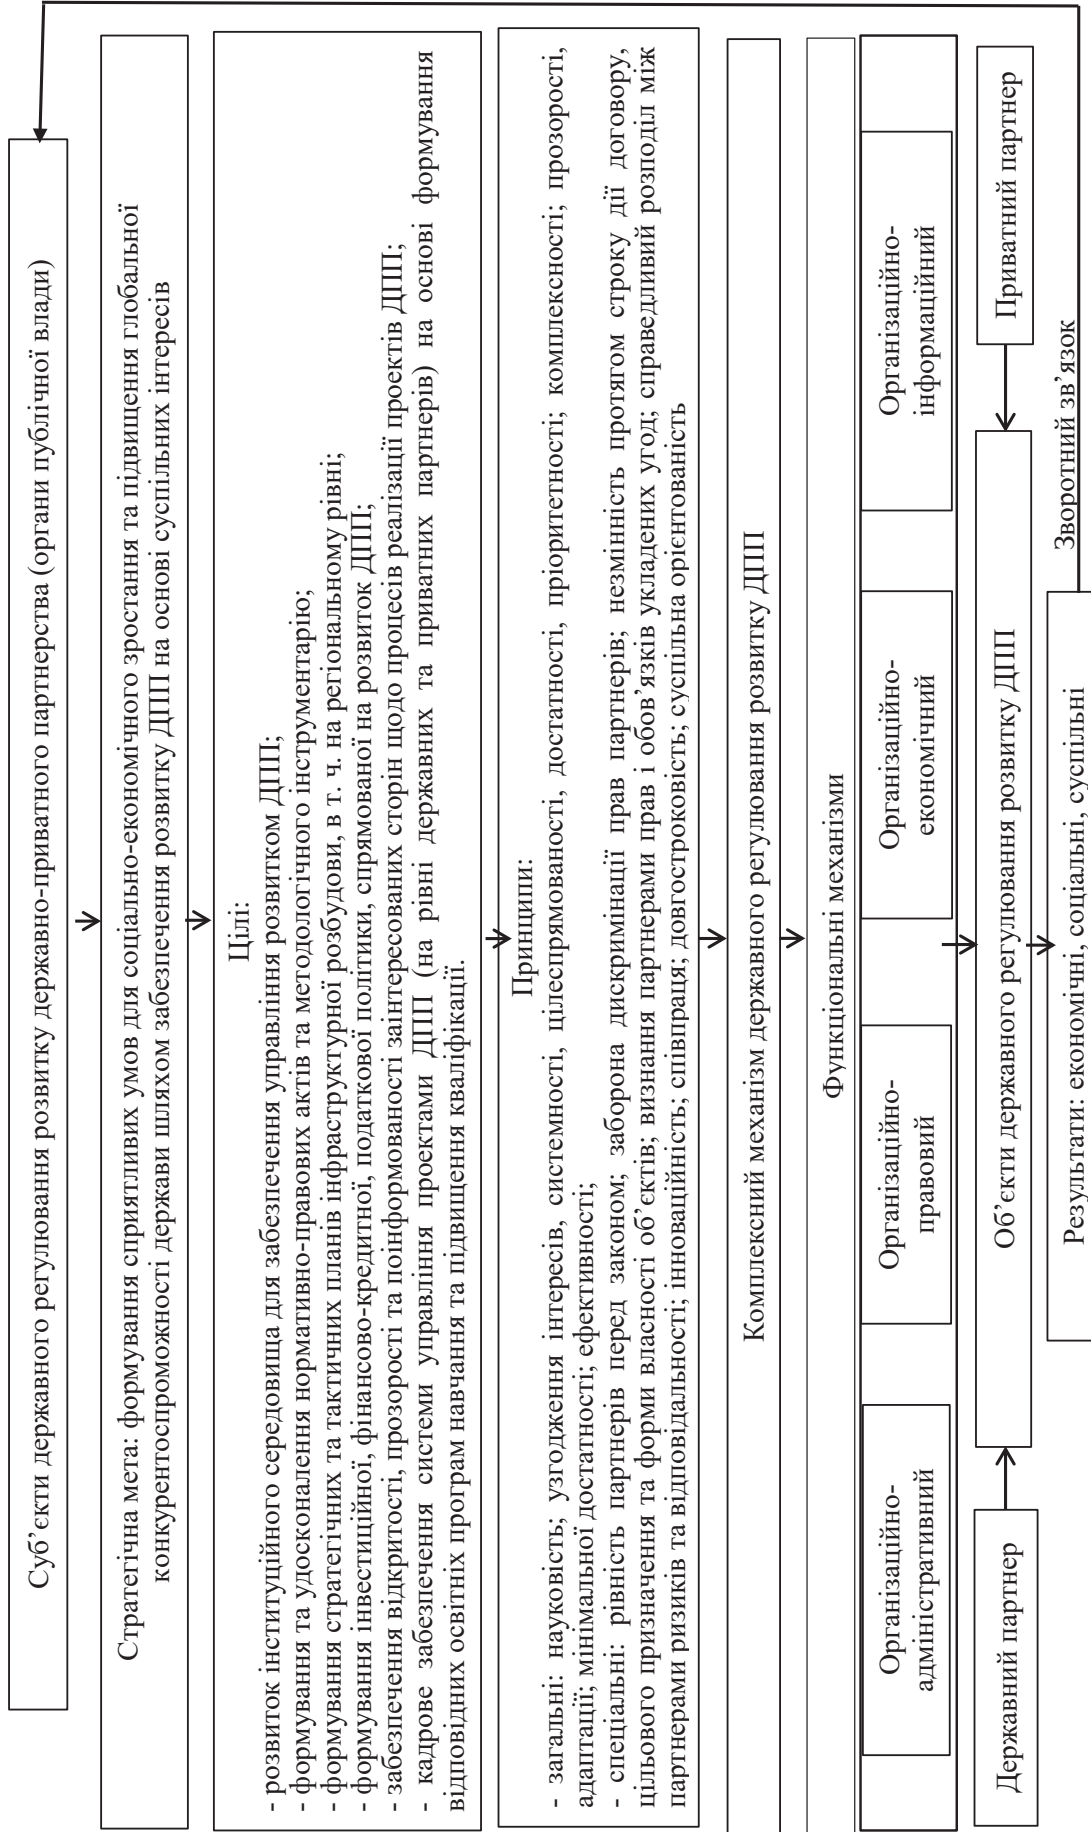 Суб’єкти державного регулювання розвитку державно-приватного партнерства (органи публічної влади)
Стратегічна мета: формування сприятливих умов для соціально-економічного зростання та підвищення глобальної
конкурентоспроможності держави шляхом забезпечення розвитку ДПП на основі суспільних інтересів
Цілі:
- розвиток інституційного середовища для забезпечення управління розвитком ДПП;
- формування та удосконалення нормативно-правових актів та методологічного інструментарію;
- формування стратегічних та тактичних планів інфраструктурної розбудови, в т. ч. на регіональному рівні;
- формування інвестиційної, фінансово-кредитної, податкової політики, спрямованої на розвиток ДПП;
- забезпечення відкритості, прозорості та поінформованості заінтересованих сторін щодо процесів реалізації проектів ДПП;
- кадрове забезпечення системи управління проектами ДПП (на рівні державних та приватних партнерів) на основі формування
відповідних освітніх програм навчання та підвищення кваліфікації.
Принципи:
- загальні: науковість; узгодження інтересів, системності, цілеспрямованості, достатності, пріоритетності; комплексності; прозорості,
адаптації; мінімальної достатності; ефективності;
- спеціальні: рівність партнерів перед законом; заборона дискримінації прав партнерів; незмінність протягом строку дії договору,
цільового призначення та форми власності об’єктів; визнання партнерами прав і обов’язків укладених угод; справедливий розподіл між
партнерами ризиків та відповідальності; інноваційність; співпраця; довгостроковість; суспільна орієнтованість
Комплексний механізм державного регулювання розвитку ДПП
Функціональні механізми
Організаційно-
адміністративний
Організаційно-
правовий
Організаційно-
економічний
Організаційно-
інформаційний
Державний партнер
Об’єкти державного регулювання розвитку ДПП
Приватний партнер
Результати: економічні, соціальні, суспільні
Зворотний зв’язок